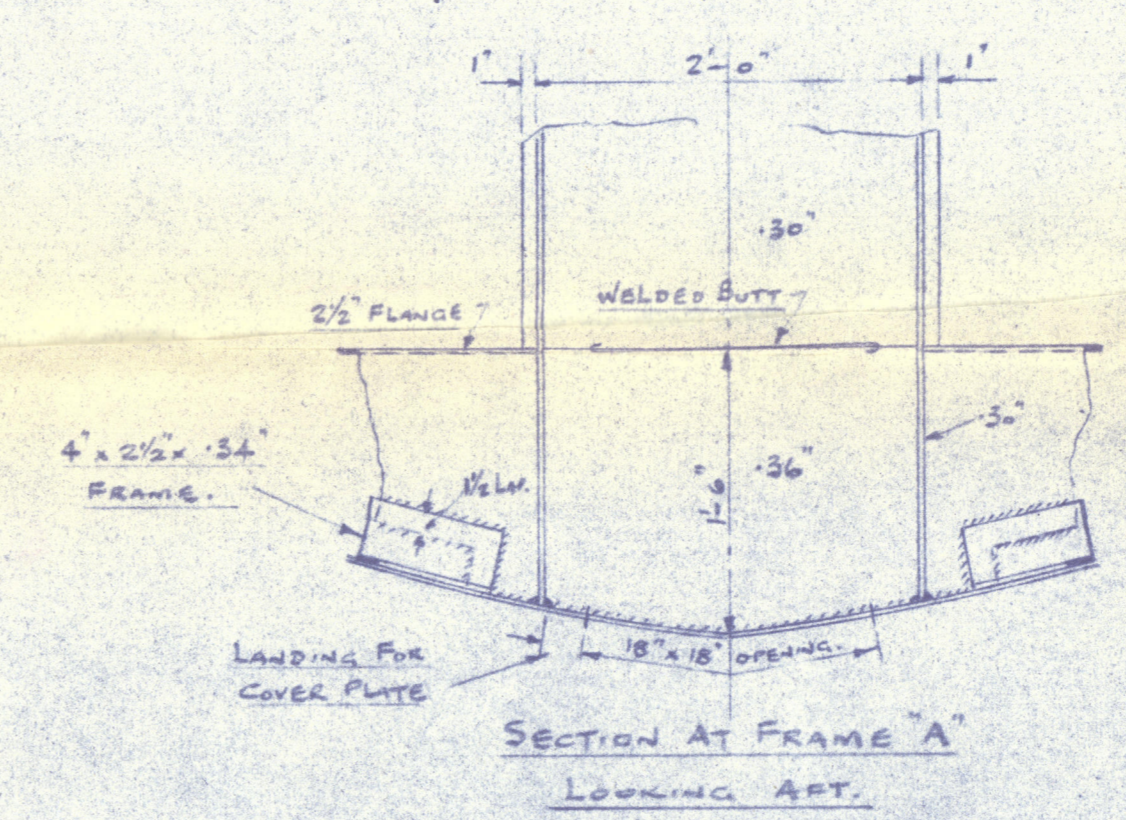 1" 2'-0" 1"
.30"
2½" FLANGE
WELDED BUTT
.30"
4" x 2½" x .34"
FRAME.
1½ LAP.
1'-6"
.36"
18" x 18" OPENING.
LANDING FOR
COVER PLATE
SECTION AT FRAME "A"
LOOKING AFT.